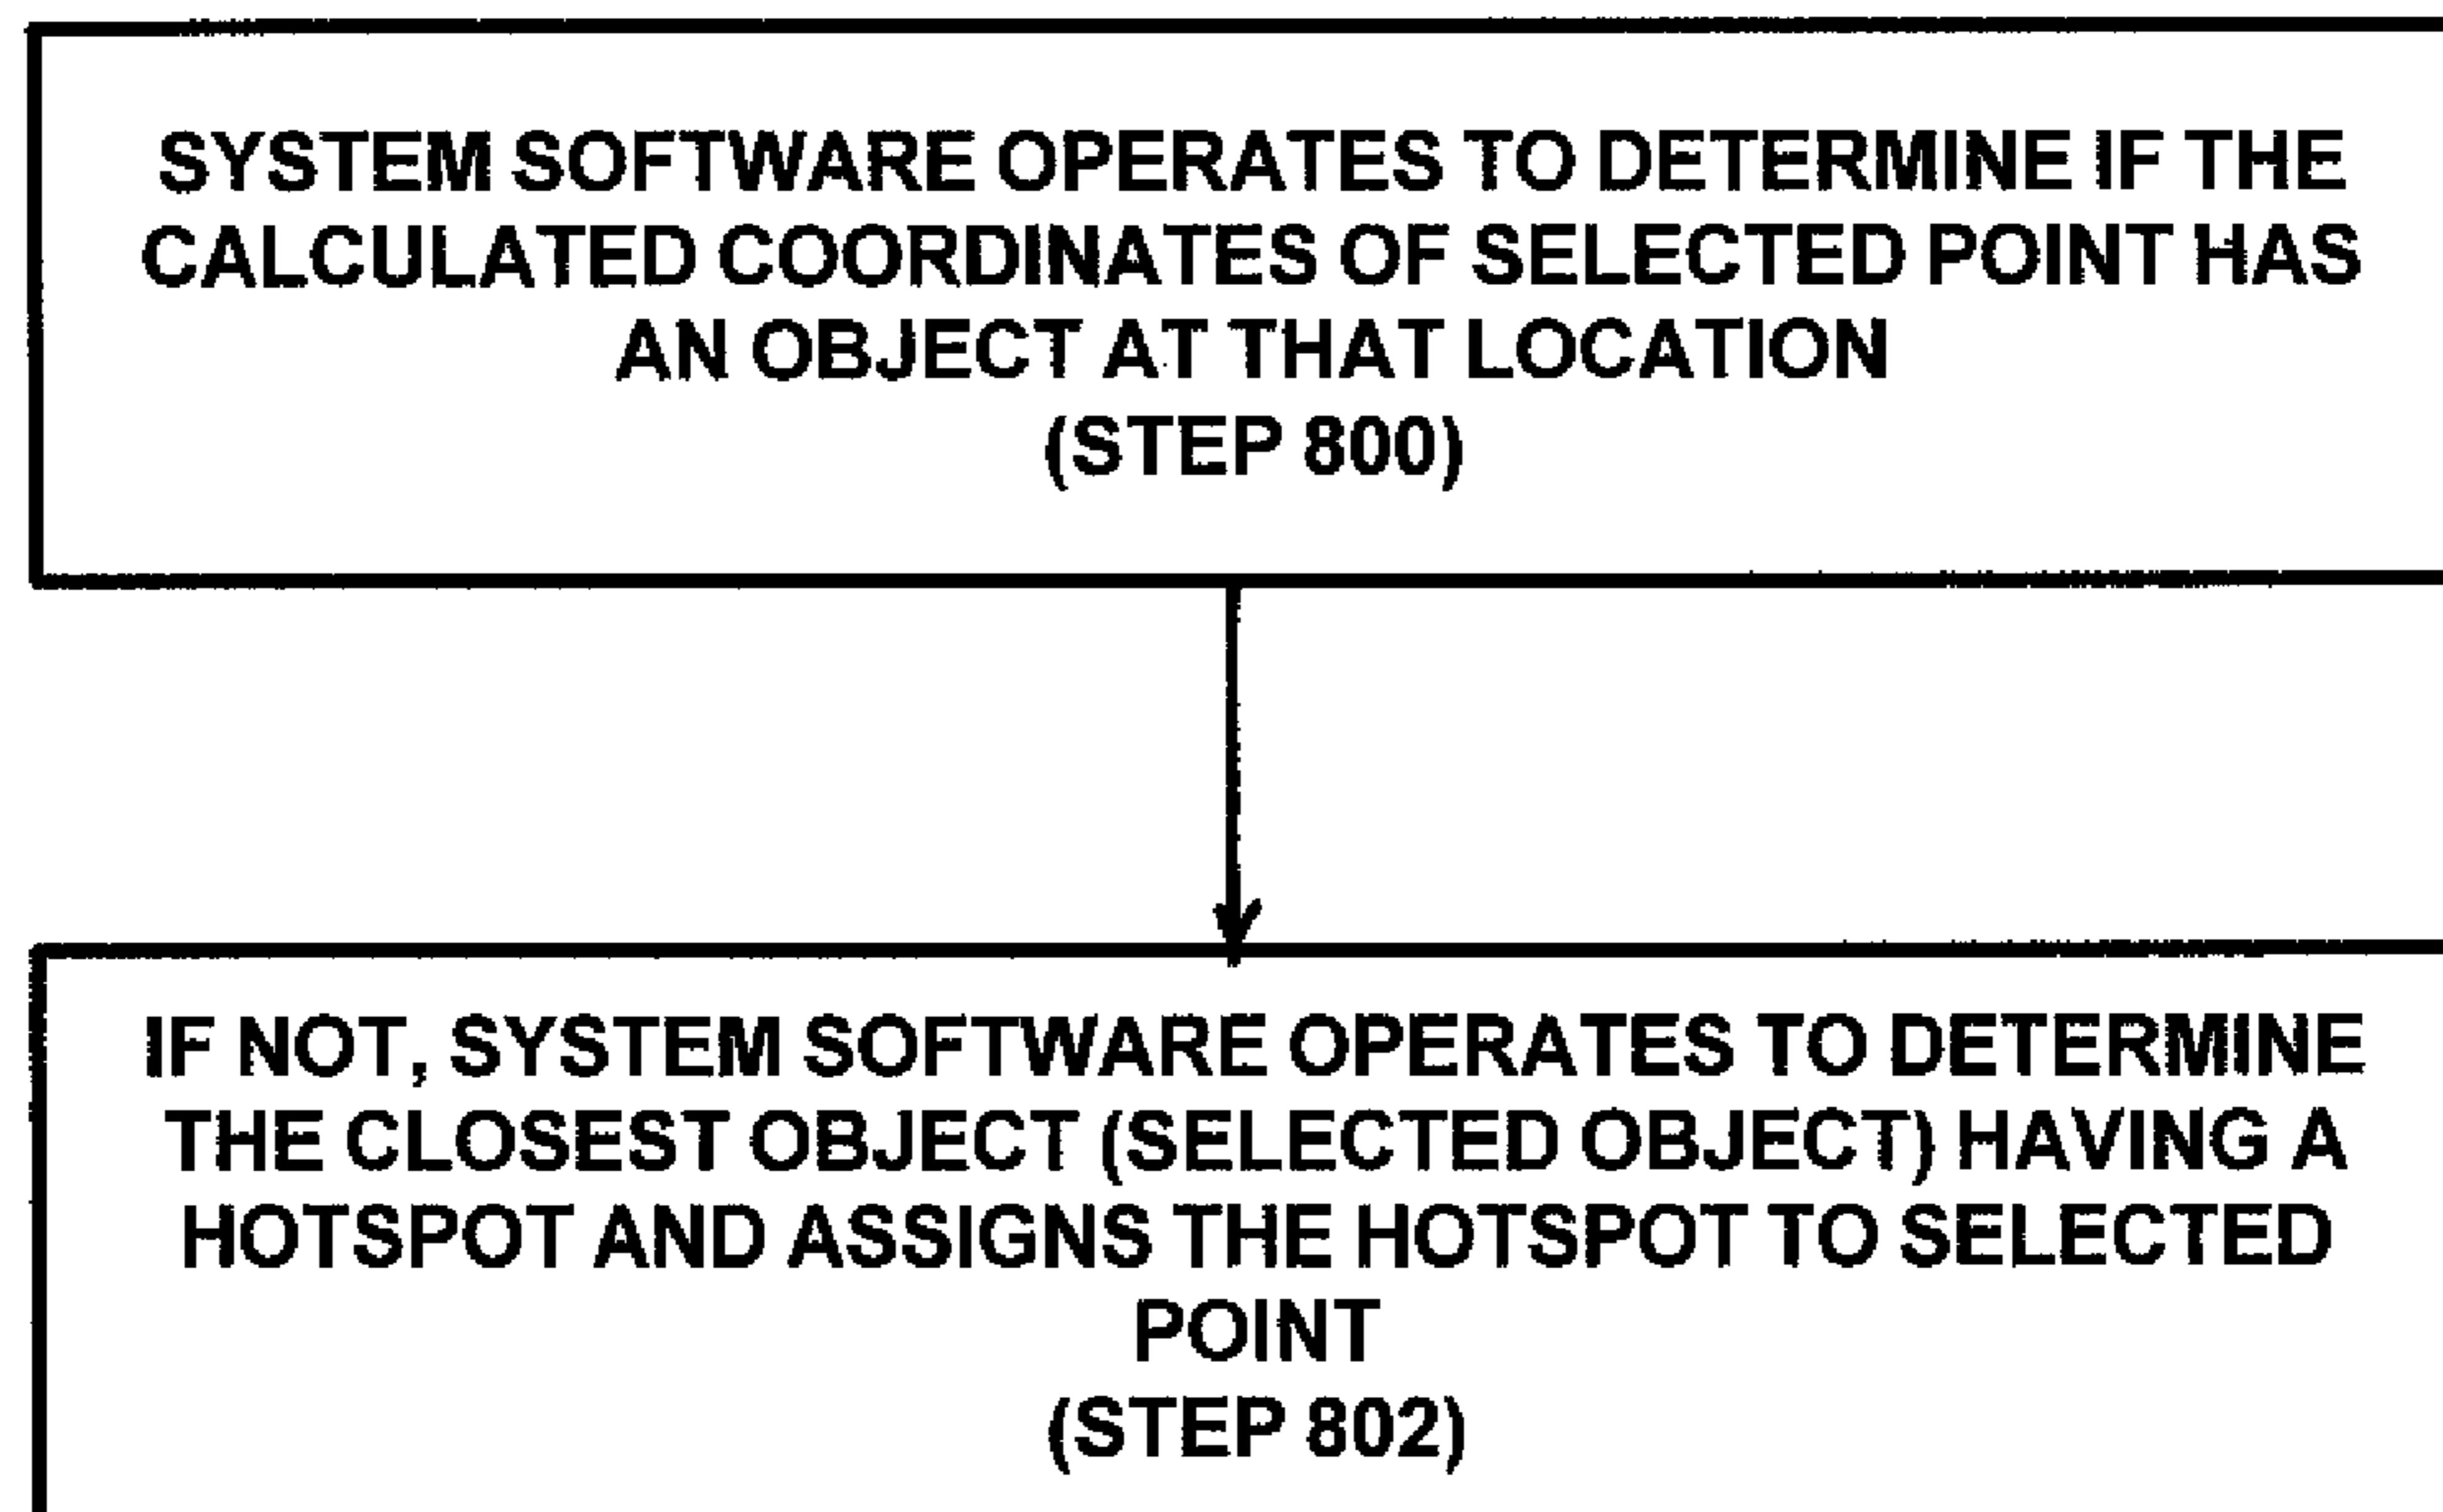 SYSTEM SOFTWARE OPERATES TO DETERMINE IF THE
CALCULATED COORDINATES OF SELECTED POINT HAS
AN OBJECT AT THAT LOCATION
(STEP 800)
IF NOT, SYSTEM SOFTWARE OPERATES TO DETERMINE
THE CLOSEST OBJECT (SELECTED OBJECT) HAVING A
HOTSPOT AND ASSIGNS THE HOTSPOT TO SELECTED
POINT
(STEP 802)